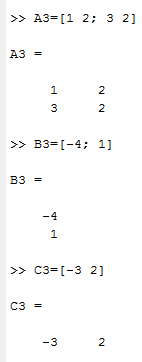 >> A3=[1 2; 3 2]
A3 =
1 2
3 2
>> B3=[-4; 1]
B3 =
-4
1
>> C3=[-3 2]
C3 =
-3 2